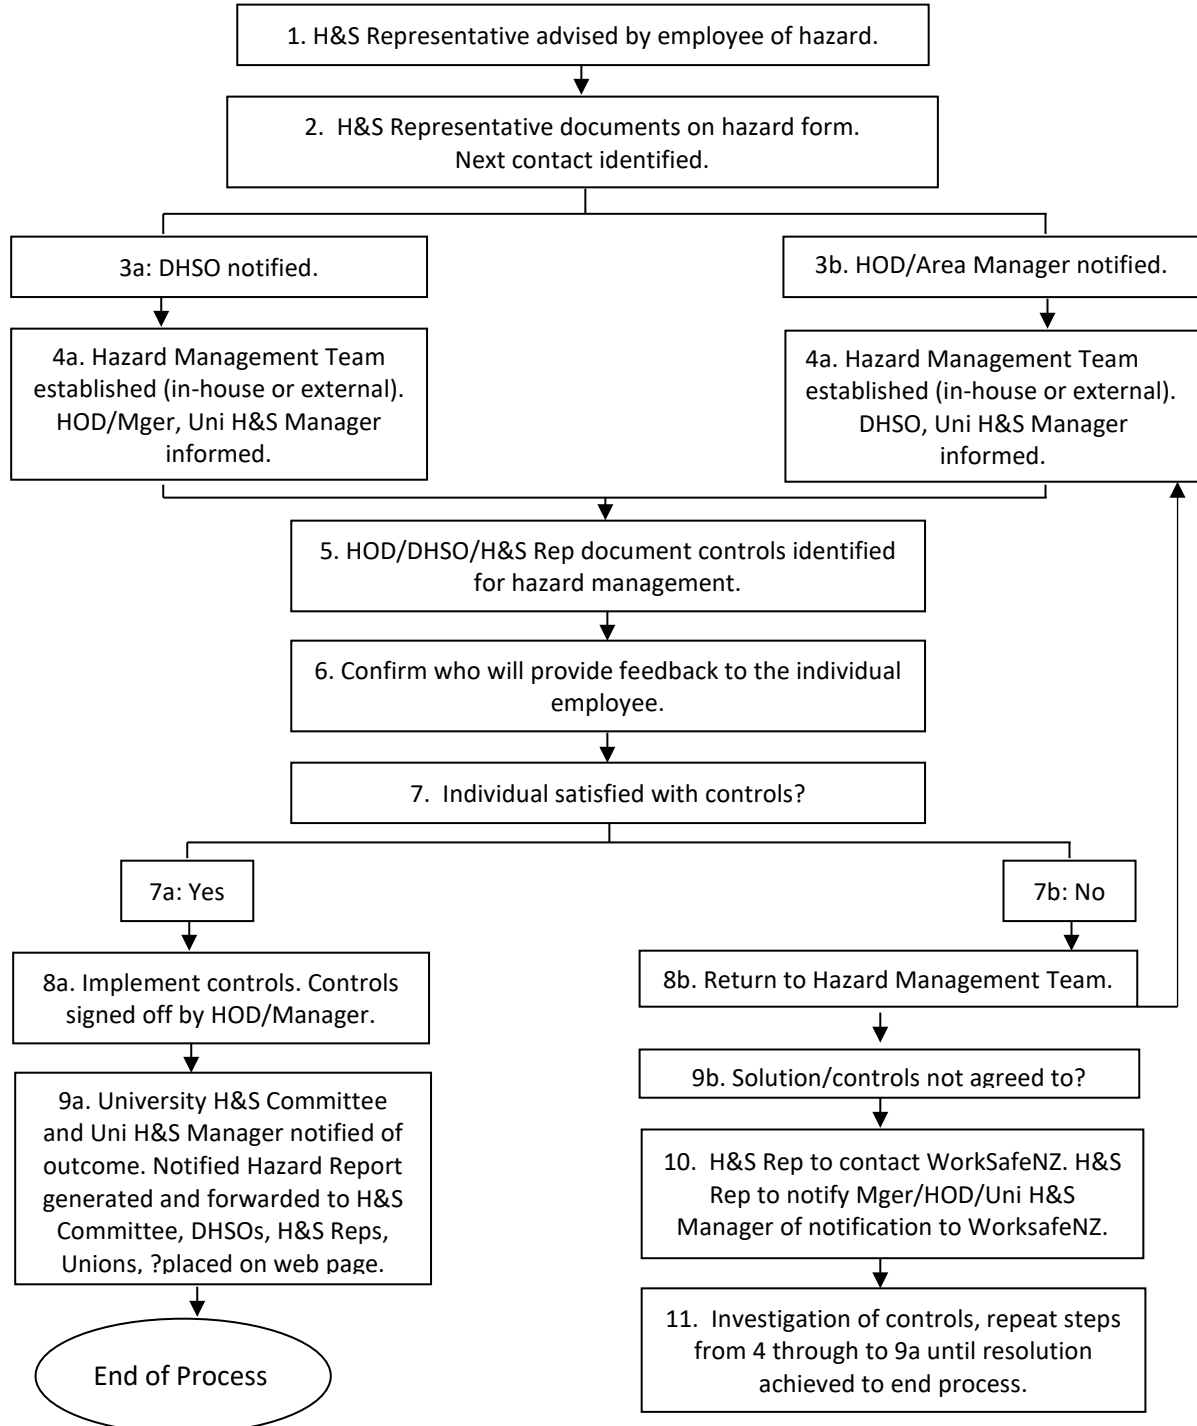 1. H&S Representative advised by employee of hazard.
2. H&S Representative documents on hazard form.
Next contact identified.
3a: DHSO notified.
3b. HOD/Area Manager notified.
4a. Hazard Management Team
established (in-house or external).
HOD/Mger, Uni H&S Manager
informed.
4a. Hazard Management Team
established (in-house or external).
DHSO, Uni H&S Manager
informed.
5. HOD/DHSO/H&S Rep document controls identified
for hazard management.
6. Confirm who will provide feedback to the individual
employee.
7. Individual satisfied with controls?
7a: Yes
7b: No
8a. Implement controls. Controls
signed off by HOD/Manager.
8b. Return to Hazard Management Team.
9a. University H&S Committee
and Uni H&S Manager notified of
outcome. Notified Hazard Report
generated and forwarded to H&S
Committee, DHSOs, H&S Reps,
Unions, ?placed on web page.
9b. Solution/controls not agreed to?
10. H&S Rep to contact WorkSafeNZ. H&S
Rep to notify Mger/HOD/Uni H&S
Manager of notification to WorksafeNZ.
11. Investigation of controls, repeat steps
from 4 through to 9a until resolution
achieved to end process.
End of Process